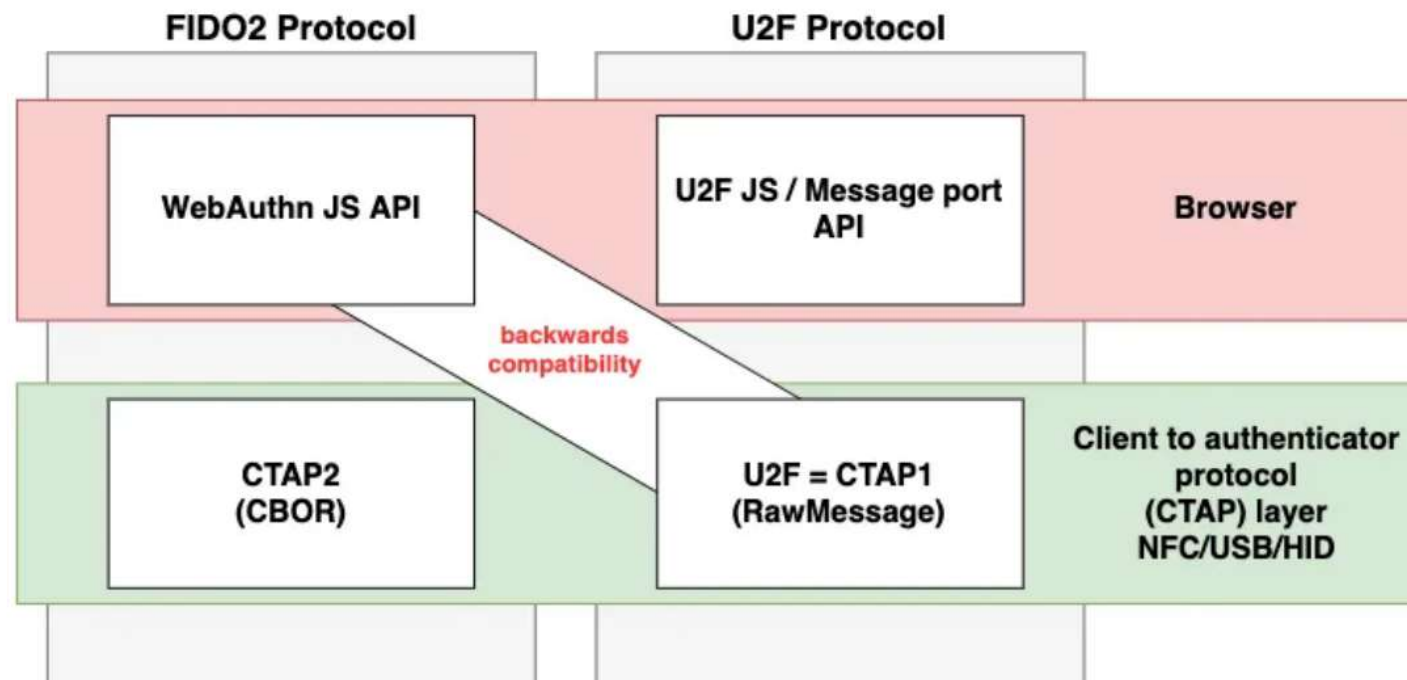 FIDO2 Protocol
U2F Protocol
WebAuthn JS API
U2F JS / Message port
API
Browser
backwards
compatibility
CTAP2
(CBOR)
U2F = CTAP1
(RawMessage)
Client to authenticator
protocol
(CTAP) layer
NFC/USB/HID